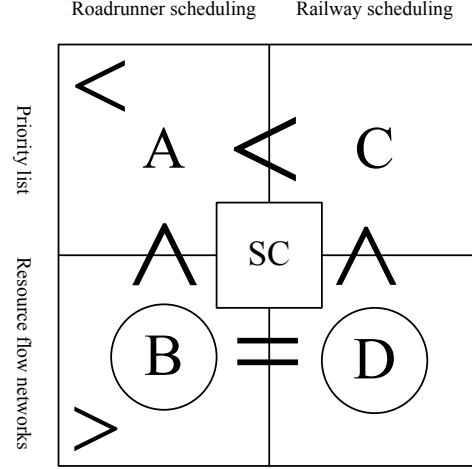 Roadrunner scheduling
Railway scheduling
Priority list
Resource flow networks
<
A
<
C
∧
SC
∧
B
=
D
>